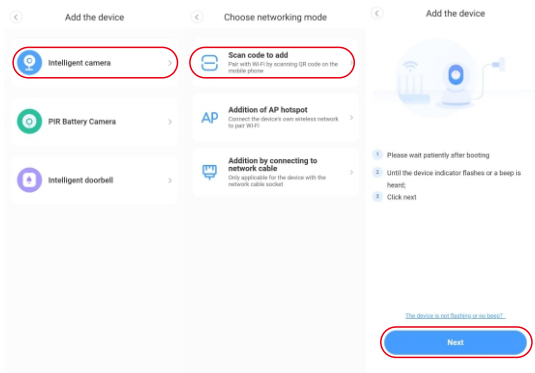 Add the device
Intelligent camera
PIR Battery Camera
Intelligent doorbell
Choose networking mode
Scan code to add
Pair with Wi-Fi by scanning QR code on the
mobile phone
AP
Addition of AP hotspot
Connect the device's own wireless network
to pair WI-FI
Addition by connecting to
network cable
Only applicable for the device with the
network cable socket
Add the device
1 Please wait patiently after booting
2 Until the device indicator flashes or a beep is
heard;
3 Click next
The device is not flashing or no beep?
Next